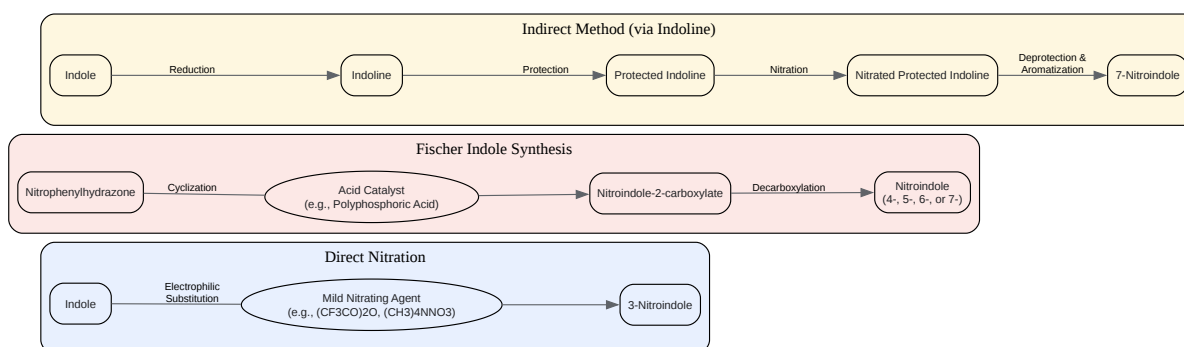 Indirect Method (via Indoline)
Indole
Reduction
Indoline
Protection
Protected Indoline
Nitration
Nitrated Protected Indoline
Deprotection &
Aromatization
7-Nitroindole
Fischer Indole Synthesis
Nitrophenylhydrazone
Cyclization
Acid Catalyst
(e.g., Polyphosphoric Acid)
Nitroindole-2-carboxylate
Decarboxylation
Nitroindole
(4-, 5-, 6-, or 7-)
Direct Nitration
Indole
Electrophilic
Substitution
Mild Nitrating Agent
(e.g., (CF3CO)2O, (CH3)4NNO3)
3-Nitroindole